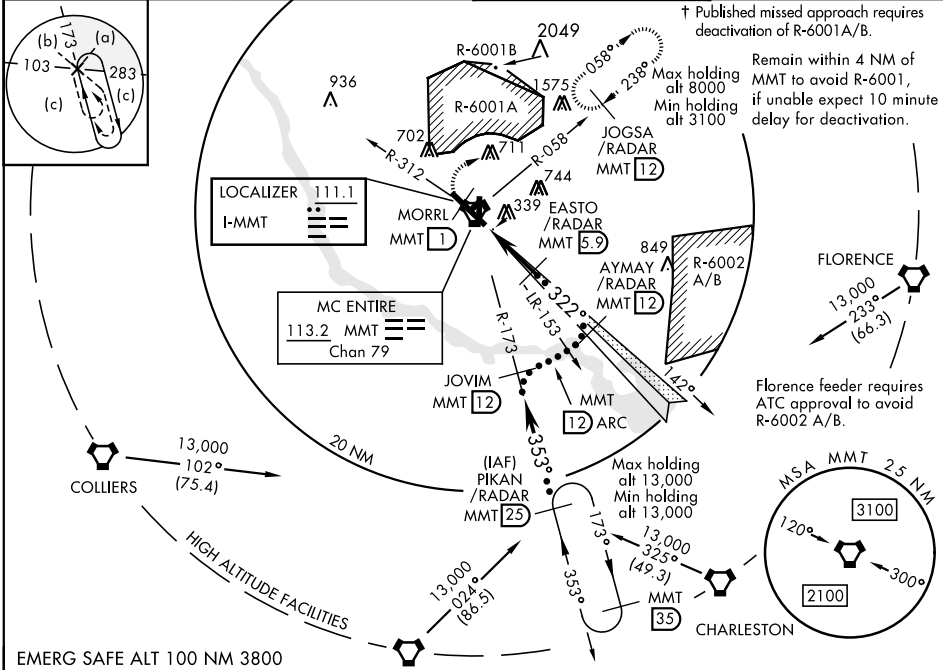 173
(a)
(b)
103
283
(c)
(c)
936
R-6001B
2049
R-6001A
1575
702
711
R-312
R-058
744
339
058°
238°
Max holding
alt 8000
Min holding
alt 3100
JOGSA
/RADAR
MMT 12
† Published missed approach requires
deactivation of R-6001A/B.
Remain within 4 NM of
MMT to avoid R-6001,
if unable expect 10 minute
delay for deactivation.
LOCALIZER 111.1
I-MMT
MORRL
MMT 1
EASTO
/RADAR
MMT 5.9
849
R-6002
A/B
AYMAY
/RADAR
MMT 12
FLORENCE
13,000
233°
(66.3)
MC ENTIRE
113.2 MMT
Chan 79
322°
LR-153
R-173
142°
JOVIM
MMT 12
MMT
12 ARC
Florence feeder requires
ATC approval to avoid
R-6002 A/B.
353°
20 NM
13,000
102°
(75.4)
COLLIERS
(IAF)
PIKAN
/RADAR
MMT 25
Max holding
alt 13,000
Min holding
alt 13,000
173°
353°
13,000
325°
(49.3)
MMT
35
CHARLESTON
MSA MMT 25 NM
3100
120°
300°
2100
HIGH ALTITUDE FACILITIES
13,000
024°
(86.5)
EMERG SAFE ALT 100 NM 3800